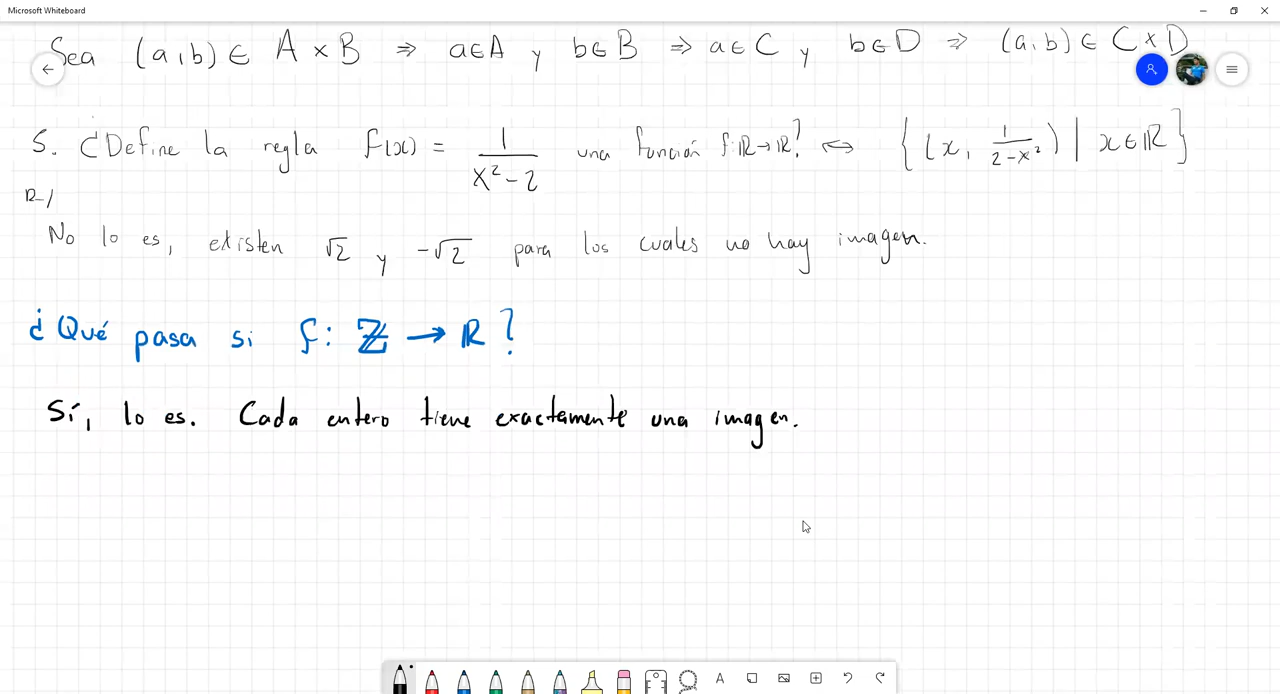 Microsoft Whiteboard
Sea (a,b) ∈ A × B ⇒ a∈A y b∈B ⇒ a∈C y b∈D ⇒ (a,b) ∈ C×D
5. ¿Define la regla f(x) = 1/(x²-2) una función f:ℝ→ℝ? ↔ {(x, 1/(2-x²)) | x∈ℝ}
R/
No lo es, existen √2 y -√2 para los cuales no hay imagen.
¿Qué pasa si f: ℤ → ℝ?
Sí, lo es. Cada entero tiene exactamente una imagen.